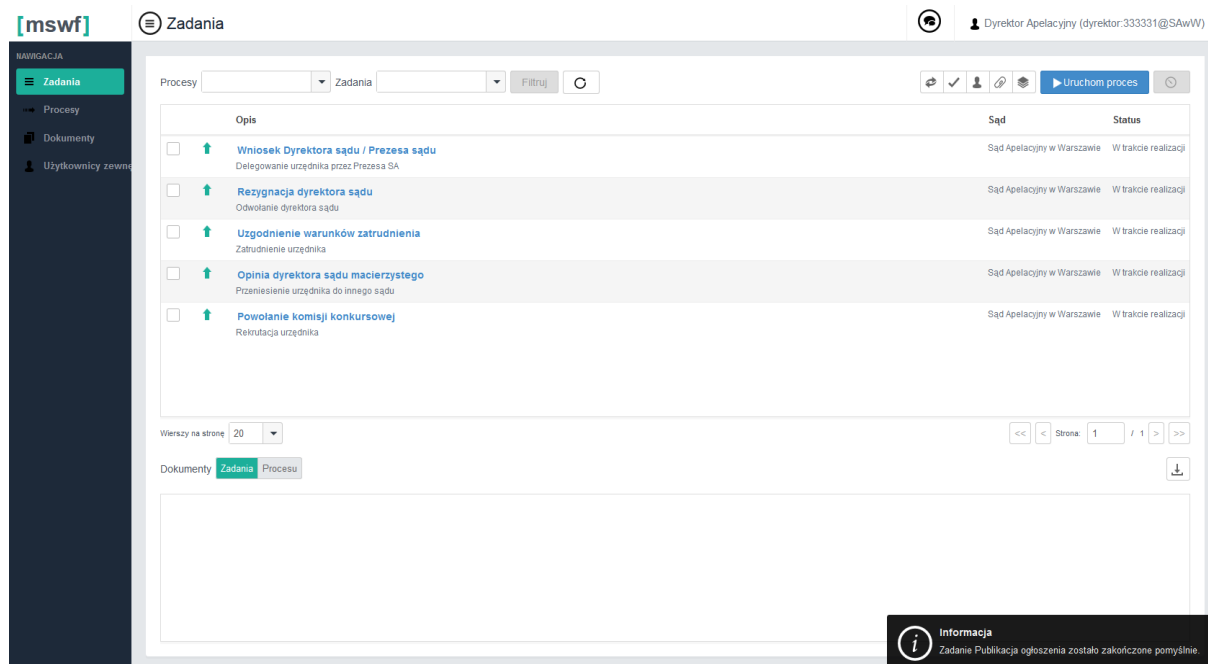 [mswf]
Zadania
Dyrektor Apelacyjny (dyrektor:333331@SAwW)
NAWIGACJA
Zadania
Procesy
Dokumenty
Użytkownicy zewnę
Procesy Zadania Filtruj Uruchom proces
Opis Sąd Status
Wniosek Dyrektora sądu / Prezesa sądu Sąd Apelacyjny w Warszawie W trakcie realizacji
Delegowanie urzędnika przez Prezesa SA
Rezygnacja dyrektora sądu Sąd Apelacyjny w Warszawie W trakcie realizacji
Odwołanie dyrektora sądu
Uzgodnienie warunków zatrudnienia Sąd Apelacyjny w Warszawie W trakcie realizacji
Zatrudnienie urzędnika
Opinia dyrektora sądu macierzystego Sąd Apelacyjny w Warszawie W trakcie realizacji
Przeniesienie urzędnika do innego sądu
Powołanie komisji konkursowej Sąd Apelacyjny w Warszawie W trakcie realizacji
Rekrutacja urzędnika
Wierszy na stronę 20 << < Strona: 1 / 1 > >>
Dokumenty Zadania Procesu
Informacja
Zadanie Publikacja ogłoszenia zostało zakończone pomyślnie.